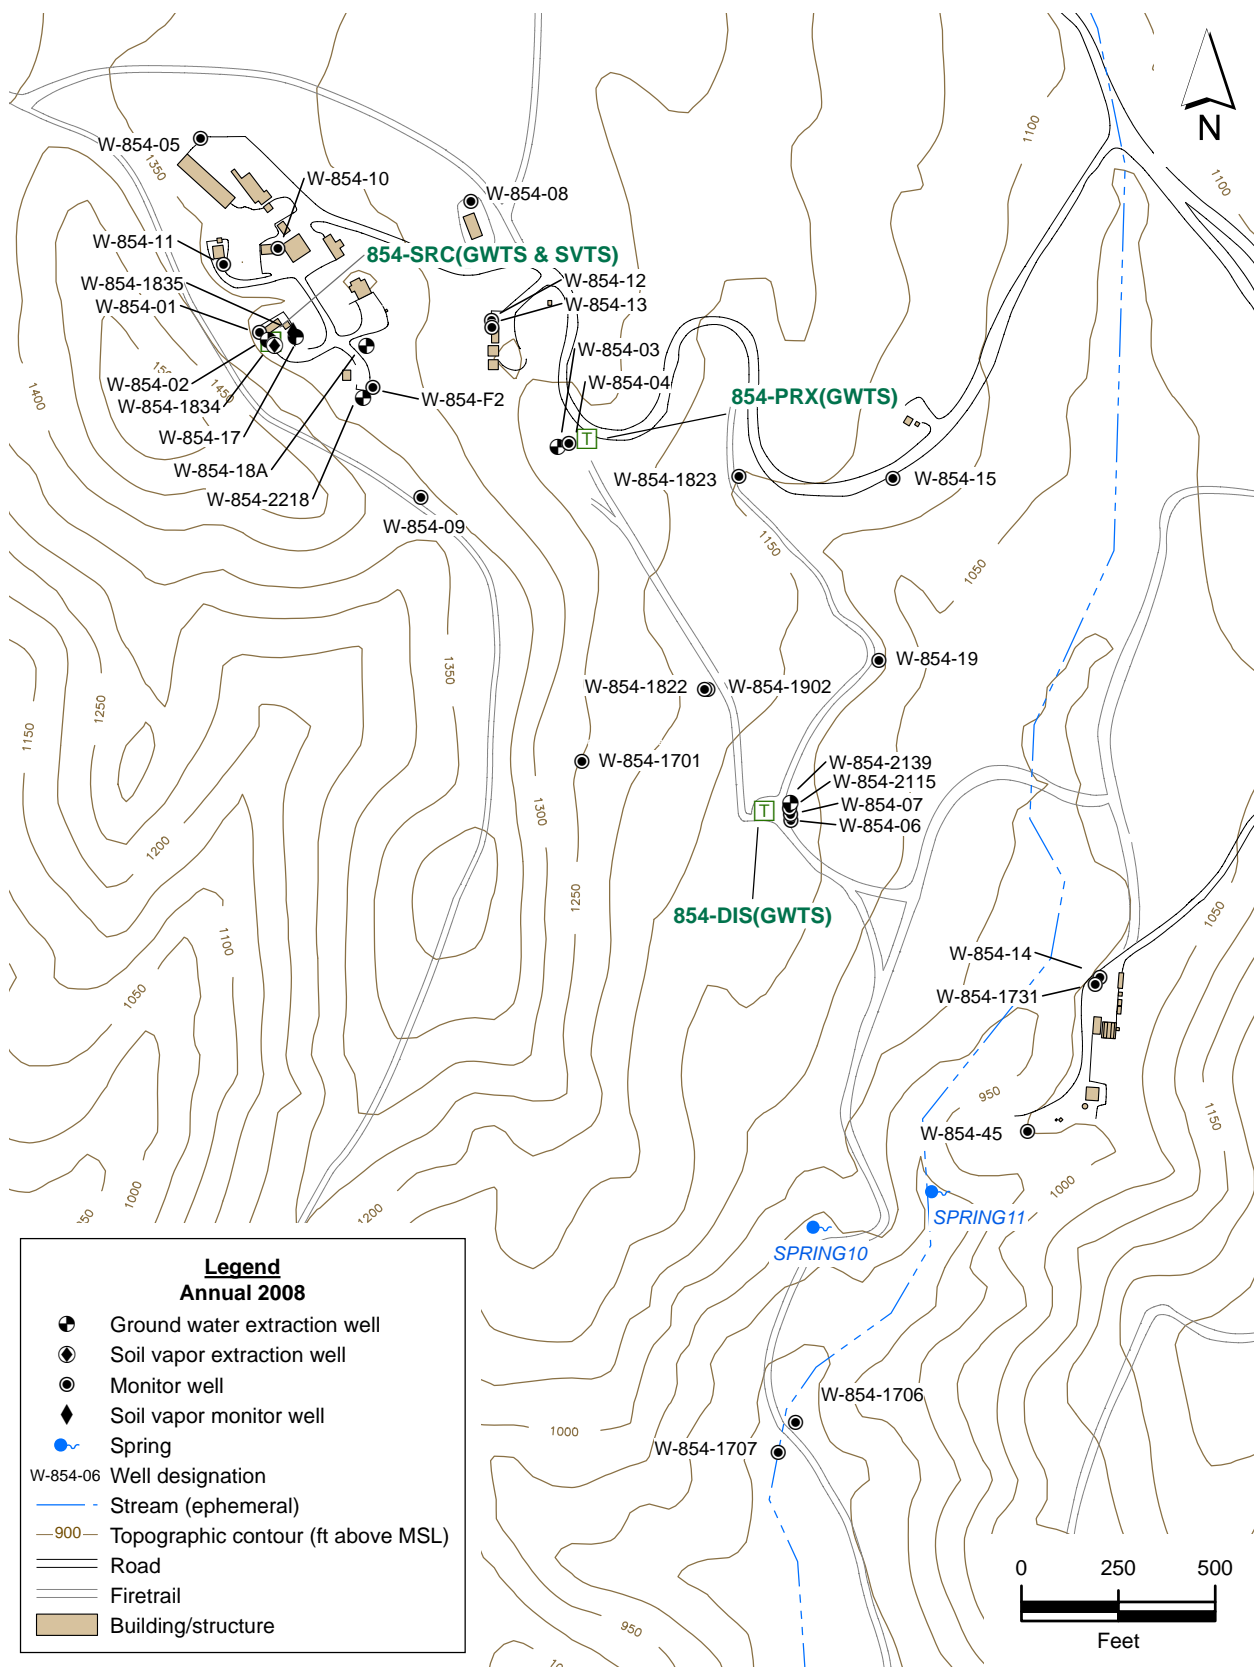 1100
N
W-854-05
1350
W-854-10
1100
W-854-08
W-854-11
854-SRC(GWTS & SVTS)
W-854-1835
W-854-12
W-854-01
W-854-13
W-854-03
W-854-02
1450
1400
W-854-04
W-854-1834
W-854-F2
854-PRX(GWTS)
W-854-17
W-854-18A
W-854-1823
W-854-15
W-854-2218
W-854-09
1150
1050
W-854-19
1350
W-854-1822
W-854-1902
1250
1150
W-854-1701
W-854-2139
W-854-2115
W-854-07
W-854-06
1300
1200
1250
854-DIS(GWTS)
1050
1100
W-854-14
1050
W-854-1731
950
1150
W-854-45
1000
1000
1200
SPRING11
SPRING10
Legend
Annual 2008
Ground water extraction well
Soil vapor extraction well
Monitor well
Soil vapor monitor well
Spring
W-854-06 Well designation
Stream (ephemeral)
900 Topographic contour (ft above MSL)
Road
Firetrail
Building/structure
W-854-1706
1000
W-854-1707
950
0 250 500
Feet